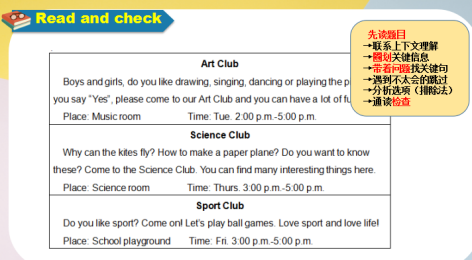 Read and check
Art Club
Boys and girls, do you like drawing, singing, dancing or playing the
you say "Yes", please come to our Art Club and you can have a lot of
Place: Music room Time: Tue. 2:00 p.m.-5:00 p.m.
Science Club
Why can the kites fly? How to make a paper plane? Do you want to know
these? Come to the Science Club. You can find many interesting things here.
Place: Science room Time: Thurs. 3:00 p.m.-5:00 p.m.
Sport Club
Do you like sport? Come on! Let's play ball games. Love sport and love life!
Place: School playground Time: Fri. 3:00 p.m.-5:00 p.m.
先读题目
→联系上下文理解
→圈划关键信息
→带着问题找关键句
→遇到不太会的跳过
→分析选项（排除法）
→通读检查